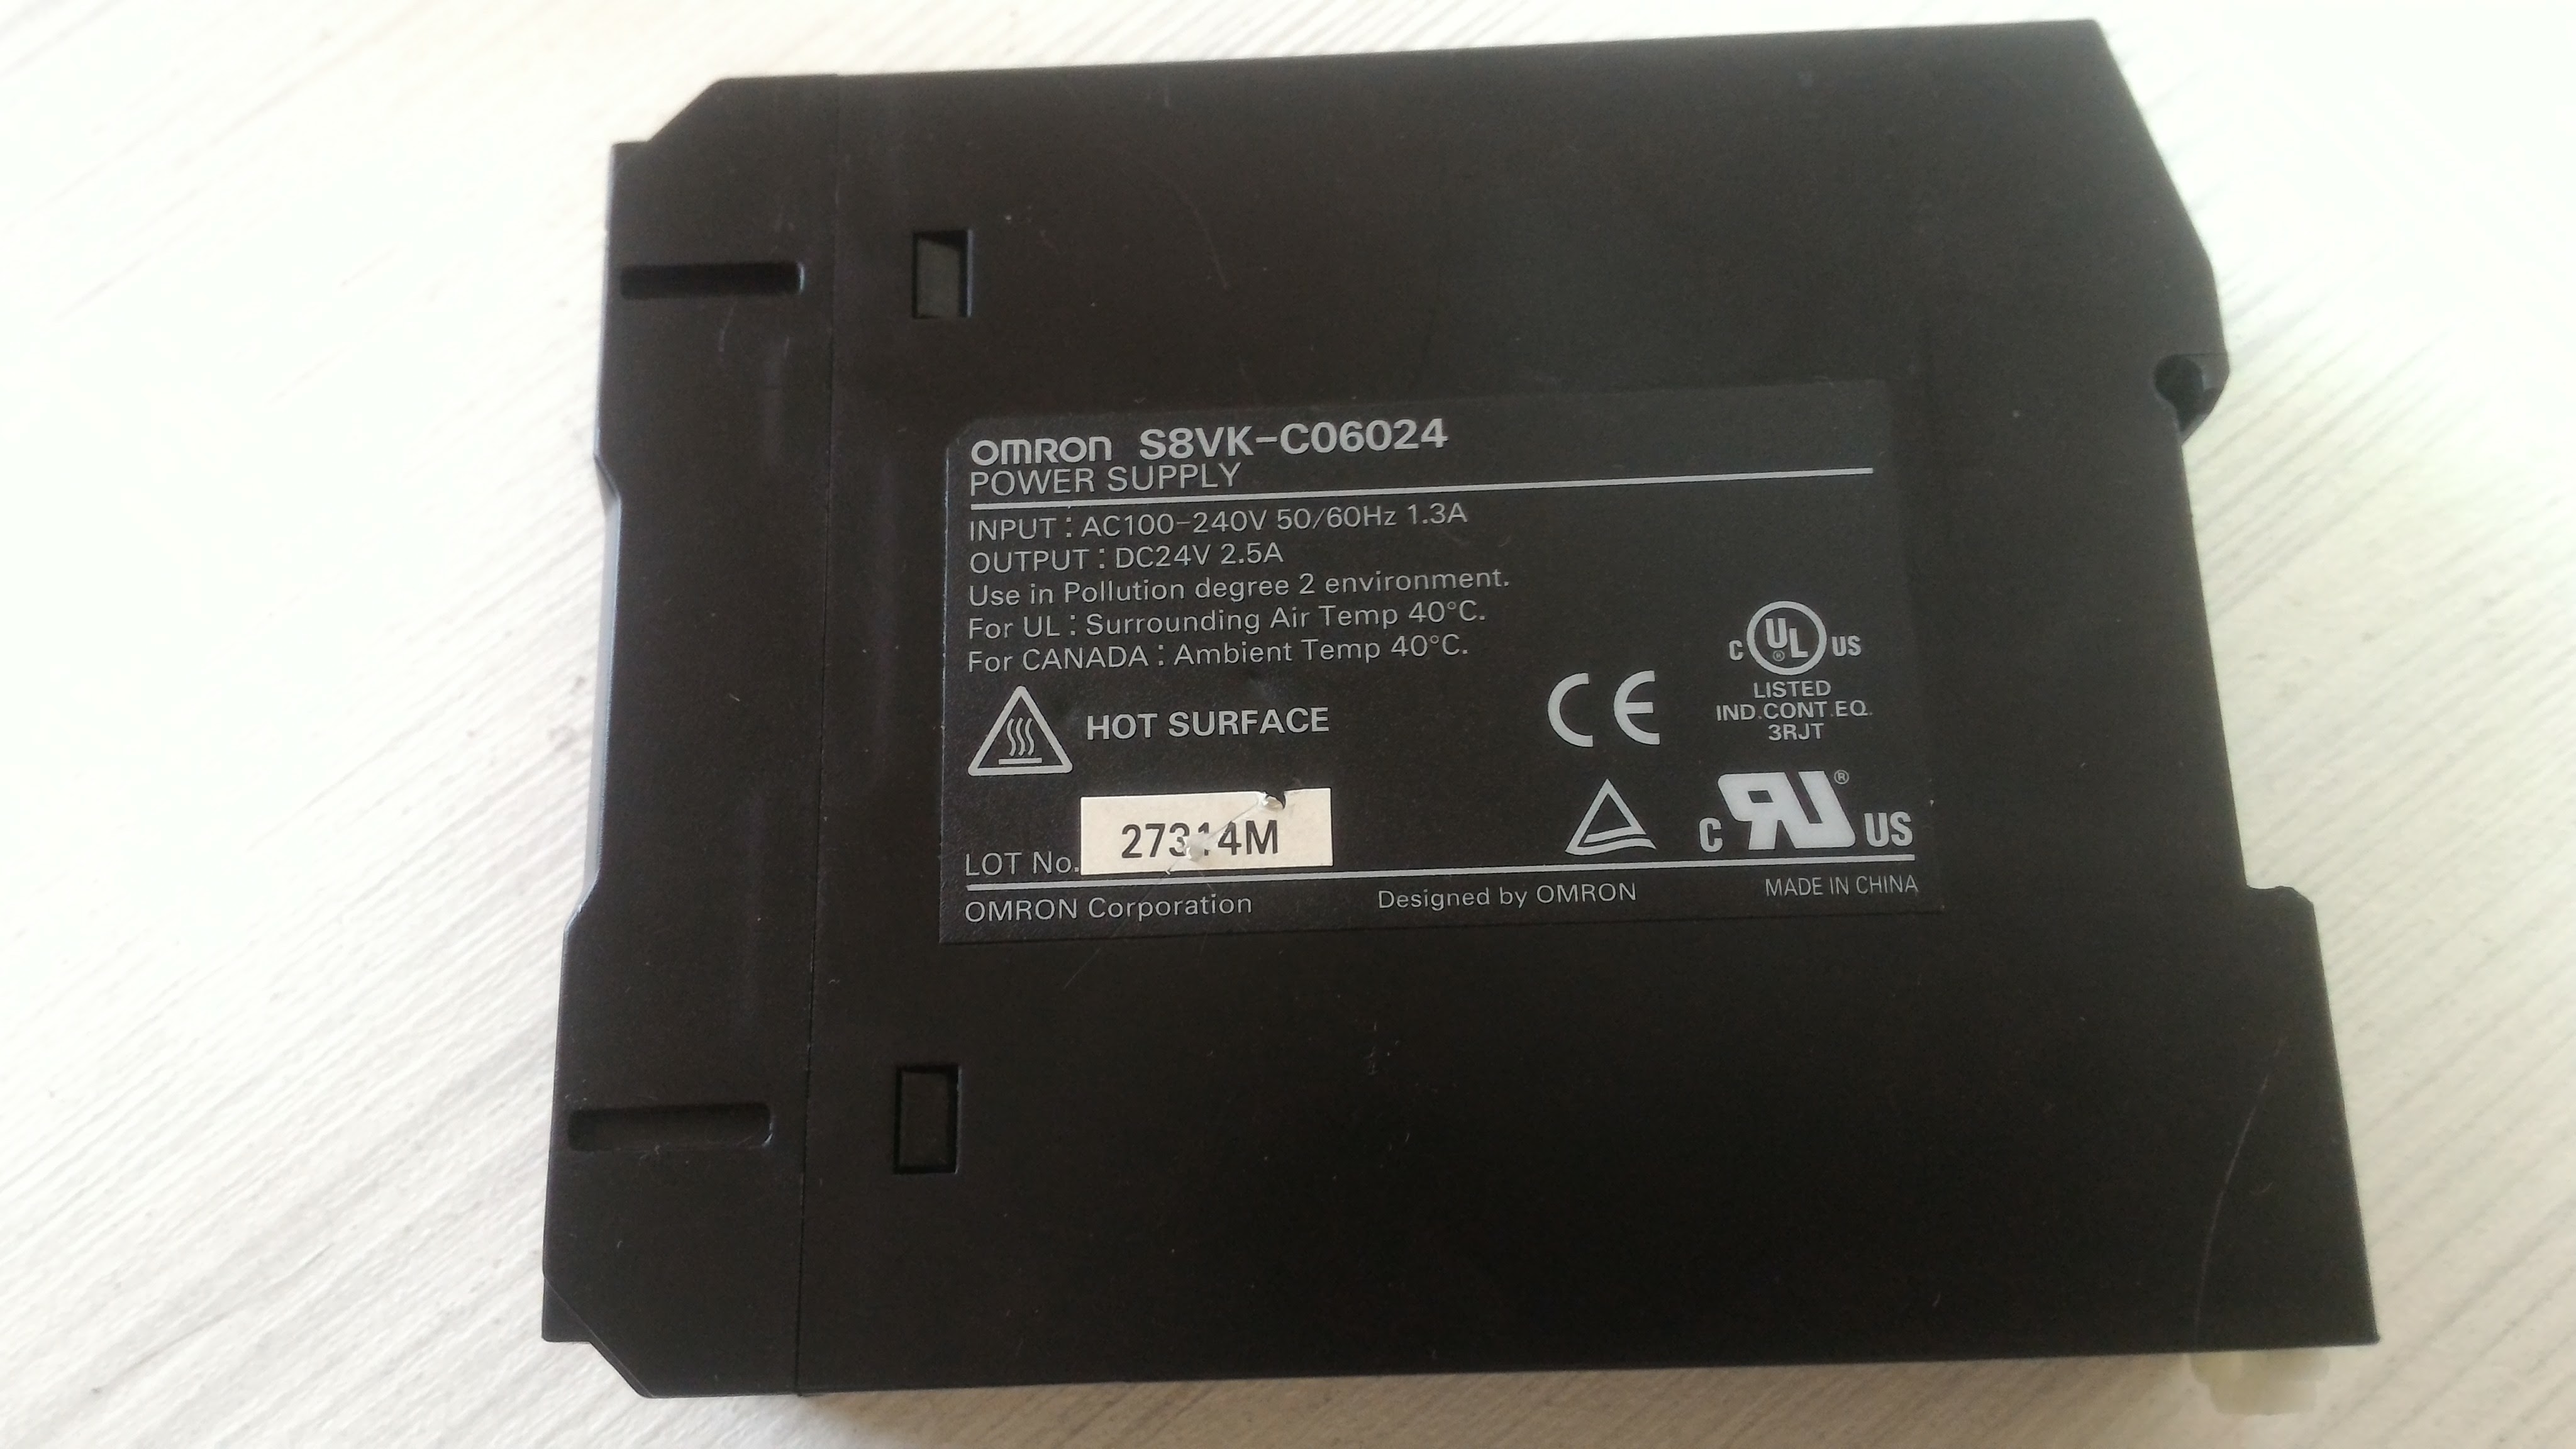 OMRON S8VK-C06024
POWER SUPPLY
INPUT : AC100-240V 50/60Hz 1.3A
OUTPUT : DC24V 2.5A
Use in Pollution degree 2 environment.
For UL : Surrounding Air Temp 40°C.
For CANADA : Ambient Temp 40°C.
HOT SURFACE
CE
C UL ® US
LISTED
IND.CONT.EQ.
3RJT
C RU ® US
LOT No.
OMRON Corporation
Designed by OMRON
MADE IN CHINA